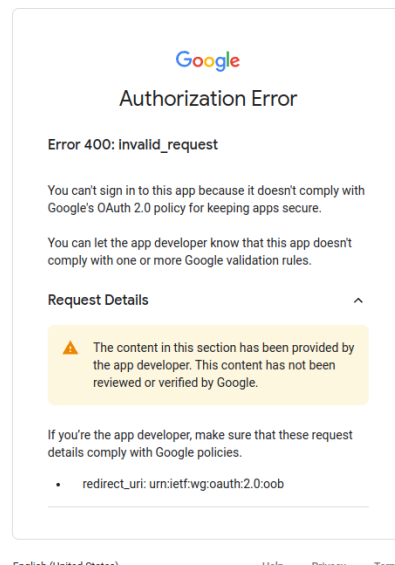 Google
Authorization Error
Error 400: invalid_request
You can't sign in to this app because it doesn't comply with
Google's OAuth 2.0 policy for keeping apps secure.
You can let the app developer know that this app doesn't
comply with one or more Google validation rules.
Request Details
The content in this section has been provided by
the app developer. This content has not been
reviewed or verified by Google.
If you're the app developer, make sure that these request
details comply with Google policies.
• redirect_uri: urn:ietf:wg:oauth:2.0:oob
English (United States) Help Privacy